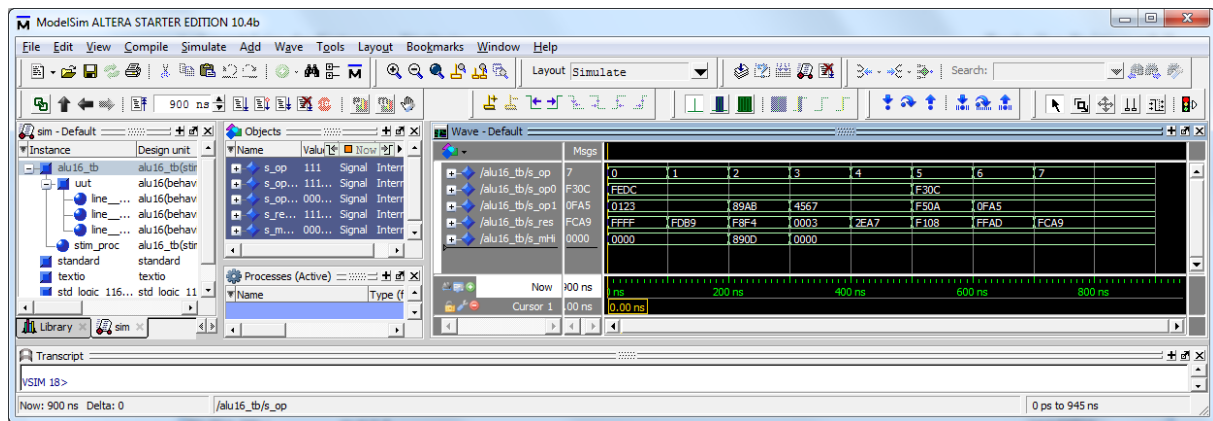 ModelSim ALTERA STARTER EDITION 10.4b
File Edit View Compile Simulate Add Wave Tools Layout Bookmarks Window Help
Layout Simulate Search:
900 ns
sim - Default
Instance Design unit
alu16_tb alu16_tb(stir
uut alu16(behav
line__... alu16(behav
line__... alu16(behav
line__... alu16(behav
stim_proc alu16_tb(stir
standard standard
textio textio
std_logic_116... std_logic_11
Library sim
Objects
Name Valu Now
s_op 111 Signal Intern
s_op... 111... Signal Intern
s_op... 000... Signal Intern
s_re... 111... Signal Intern
s_m... 000... Signal Intern
Processes (Active)
Name Type (f
Wave - Default
Msgs
/alu16_tb/s_op 7 0 1 2 3 4 5 6 7
/alu16_tb/s_op0 F30C FEDC F30C
/alu16_tb/s_op1 0FA5 0123 89AB 4567 F50A 0FA5
/alu16_tb/s_res FCA9 FFFF FDB9 F8F4 0003 2EA7 F108 FFAD FCA9
/alu16_tb/s_mHi 0000 0000 890D 0000
Now 900 ns ns 200 ns 400 ns 600 ns 800 ns
Cursor 1 .00 ns 0.00 ns
Transcript
VSIM 18>
Now: 900 ns Delta: 0 /alu16_tb/s_op 0 ps to 945 ns